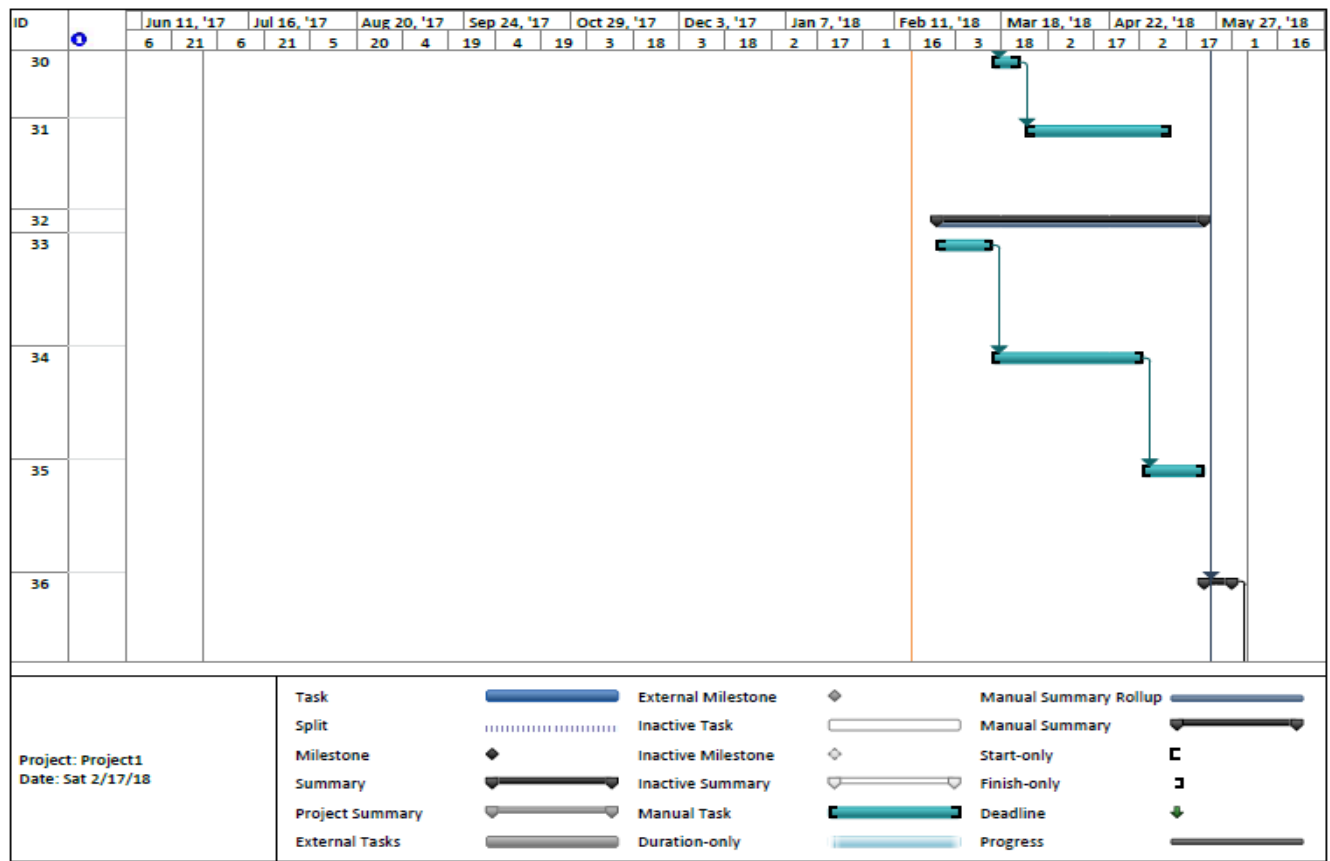 ID Jun 11, '17 Jul 16, '17 Aug 20, '17 Sep 24, '17 Oct 29, '17 Dec 3, '17 Jan 7, '18 Feb 11, '18 Mar 18, '18 Apr 22, '18 May 27, '18
6 21 6 21 5 20 4 19 4 19 3 18 3 18 2 17 1 16 3 18 2 17 2 17 1 16
30
31
32
33
34
35
36
Project: Project1
Date: Sat 2/17/18
Task External Milestone Manual Summary Rollup
Split Inactive Task Manual Summary
Milestone Inactive Milestone Start-only
Summary Inactive Summary Finish-only
Project Summary Manual Task Deadline
External Tasks Duration-only Progress